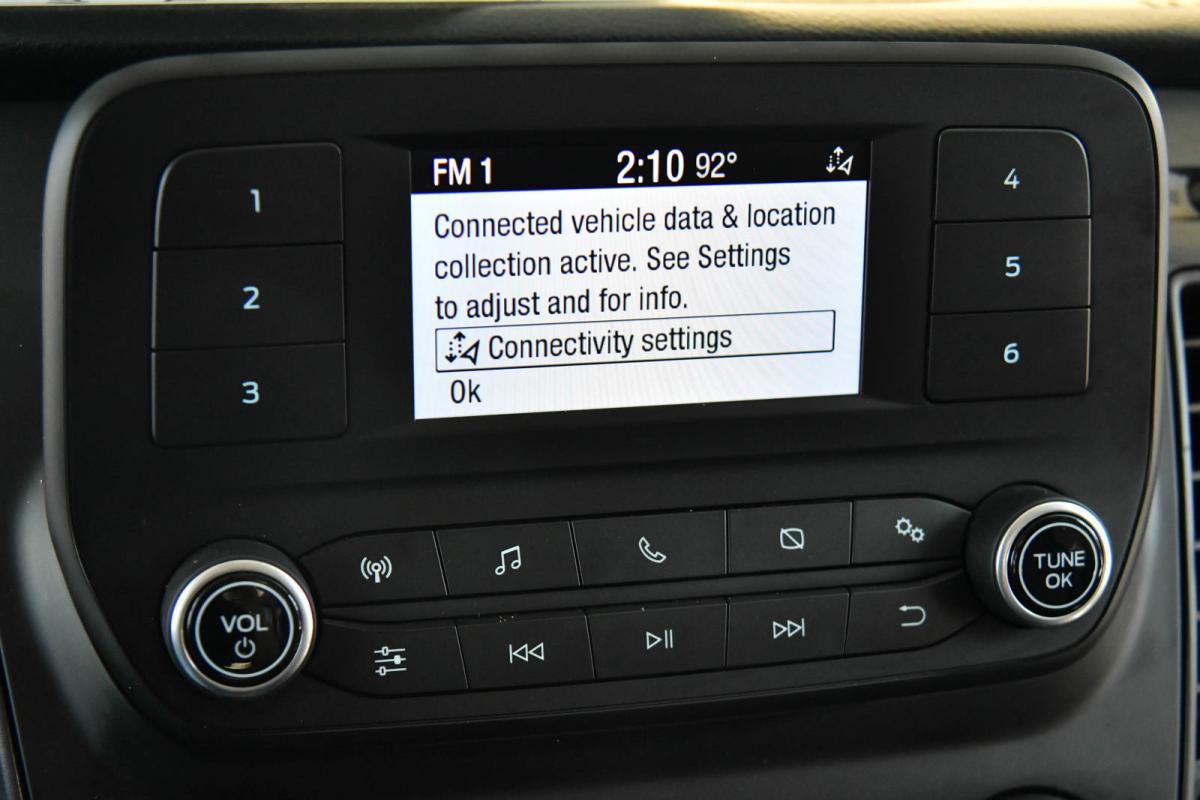 FM 1 2:10 92°
Connected vehicle data & location
collection active. See Settings
to adjust and for info.
Connectivity settings
Ok
1
2
3
4
5
6
VOL
TUNE
OK